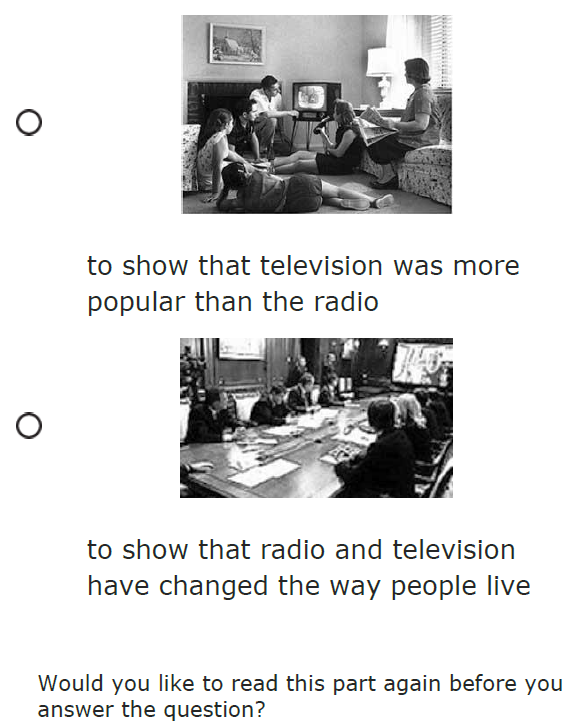 to show that television was more
popular than the radio
to show that radio and television
have changed the way people live
Would you like to read this part again before you
answer the question?